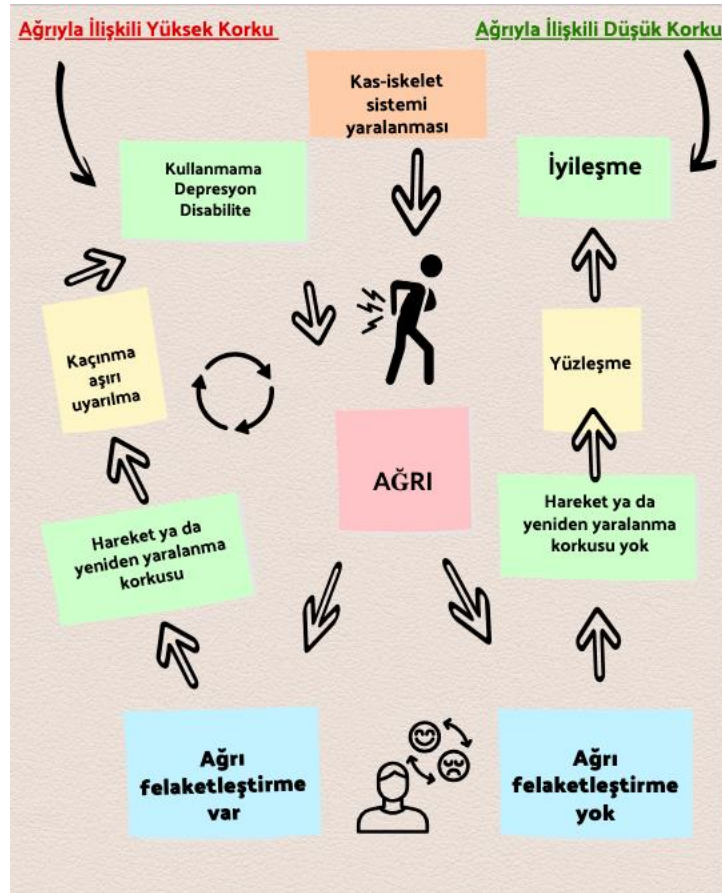 Ağrıyla İlişkili Yüksek Korku
Ağrıyla İlişkili Düşük Korku
Kas-iskelet
sistemi
yaralanması
Kullanmama
Depresyon
Disabilite
İyileşme
Kaçınma
aşırı
uyarılma
Yüzleşme
AĞRI
Hareket ya da
yeniden yaralanma
korkusu
Hareket ya da
yeniden yaralanma
korkusu yok
Ağrı
felaketleştirme
var
Ağrı
felaketleştirme
yok